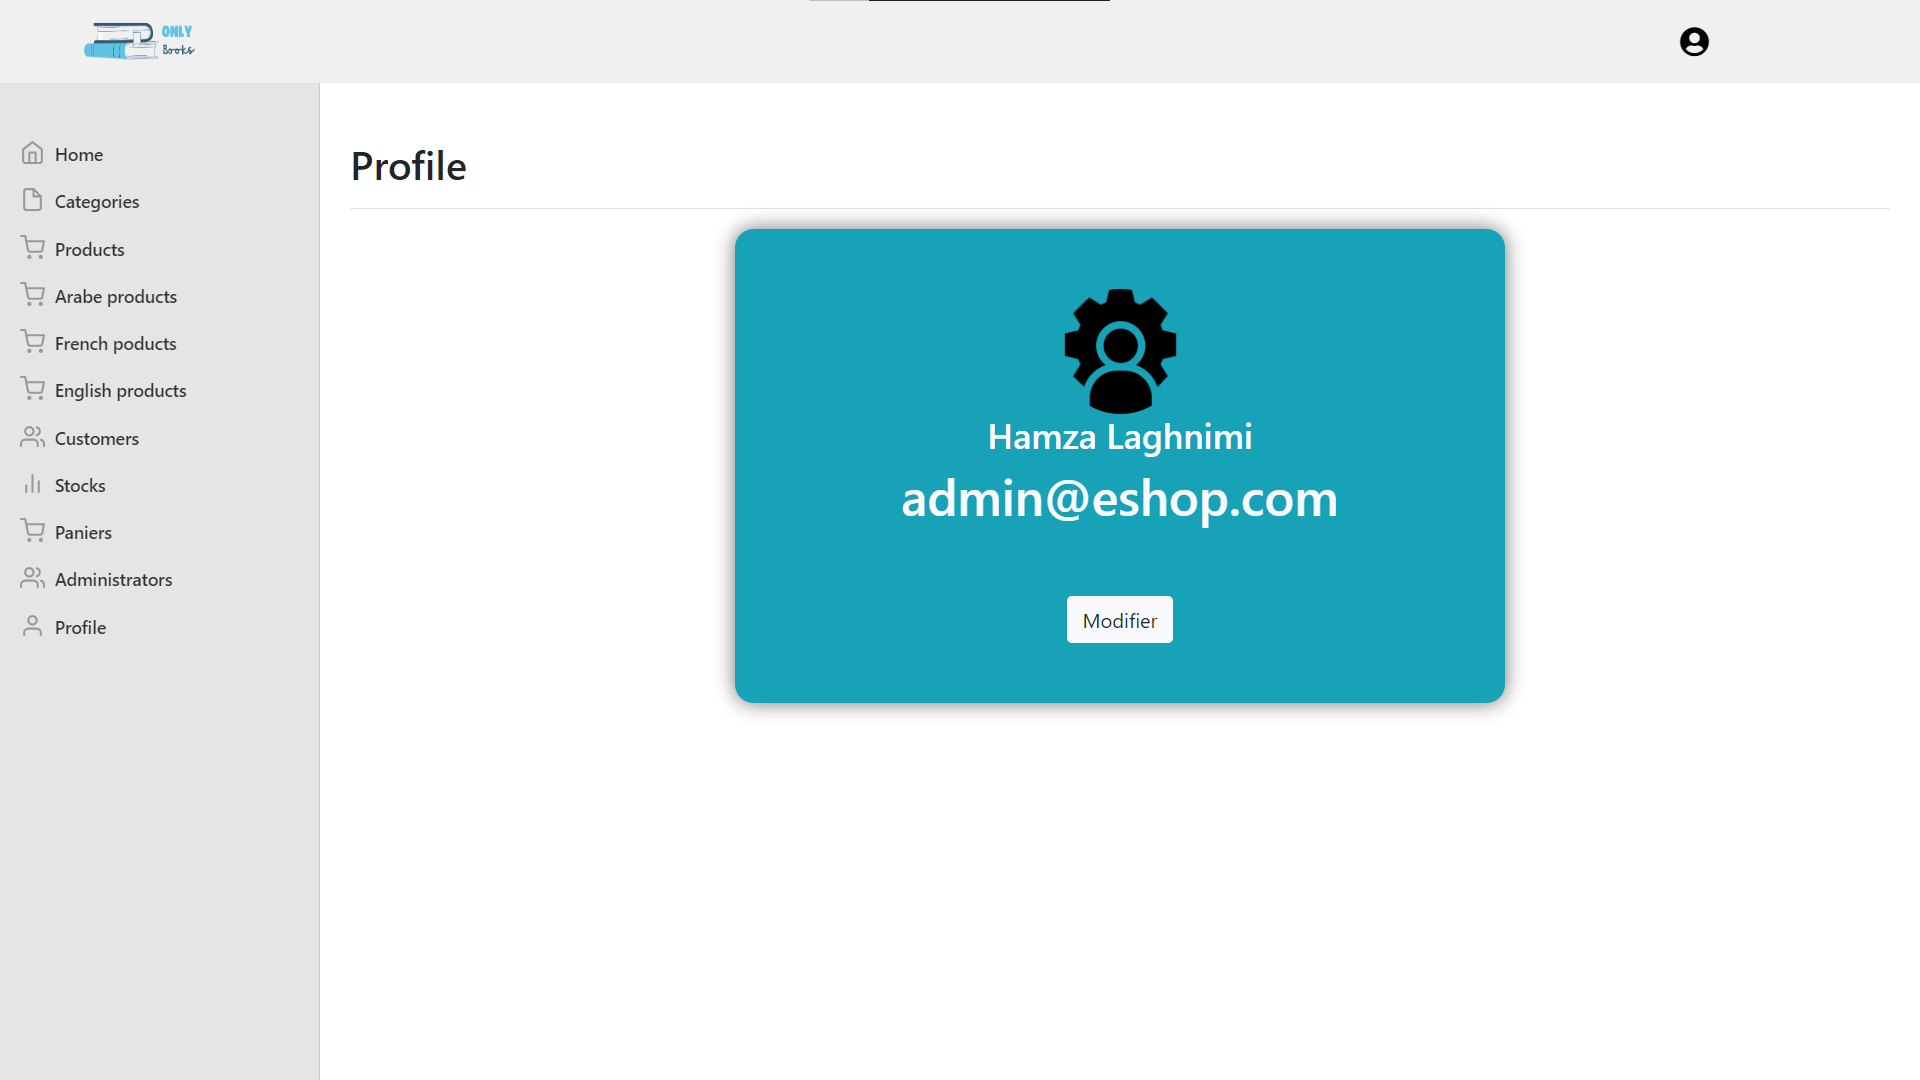 ONLY
Books
Home
Categories
Products
Arabe products
French poducts
English products
Customers
Stocks
Paniers
Administrators
Profile
Profile
Hamza Laghnimi
admin@eshop.com
Modifier